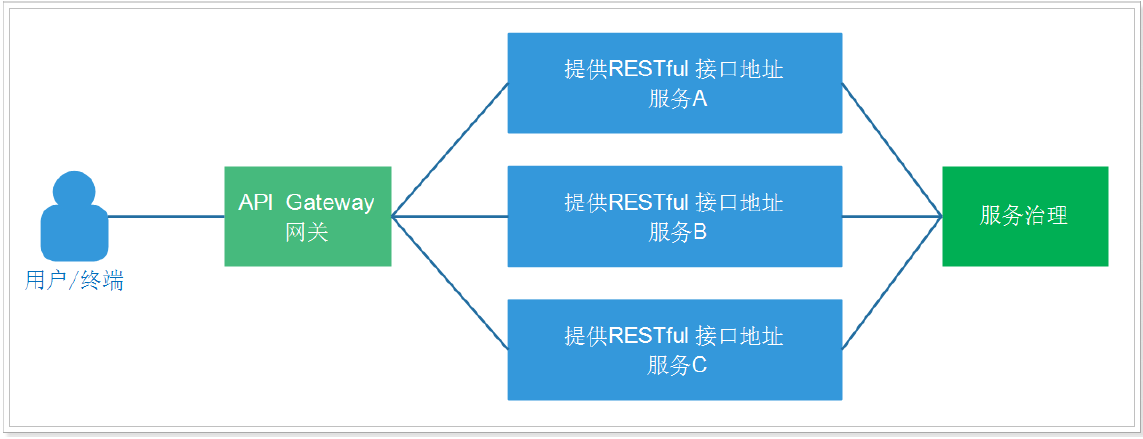 用户/终端
API Gateway
网关
提供RESTful 接口地址
服务A
提供RESTful 接口地址
服务B
提供RESTful 接口地址
服务C
服务治理